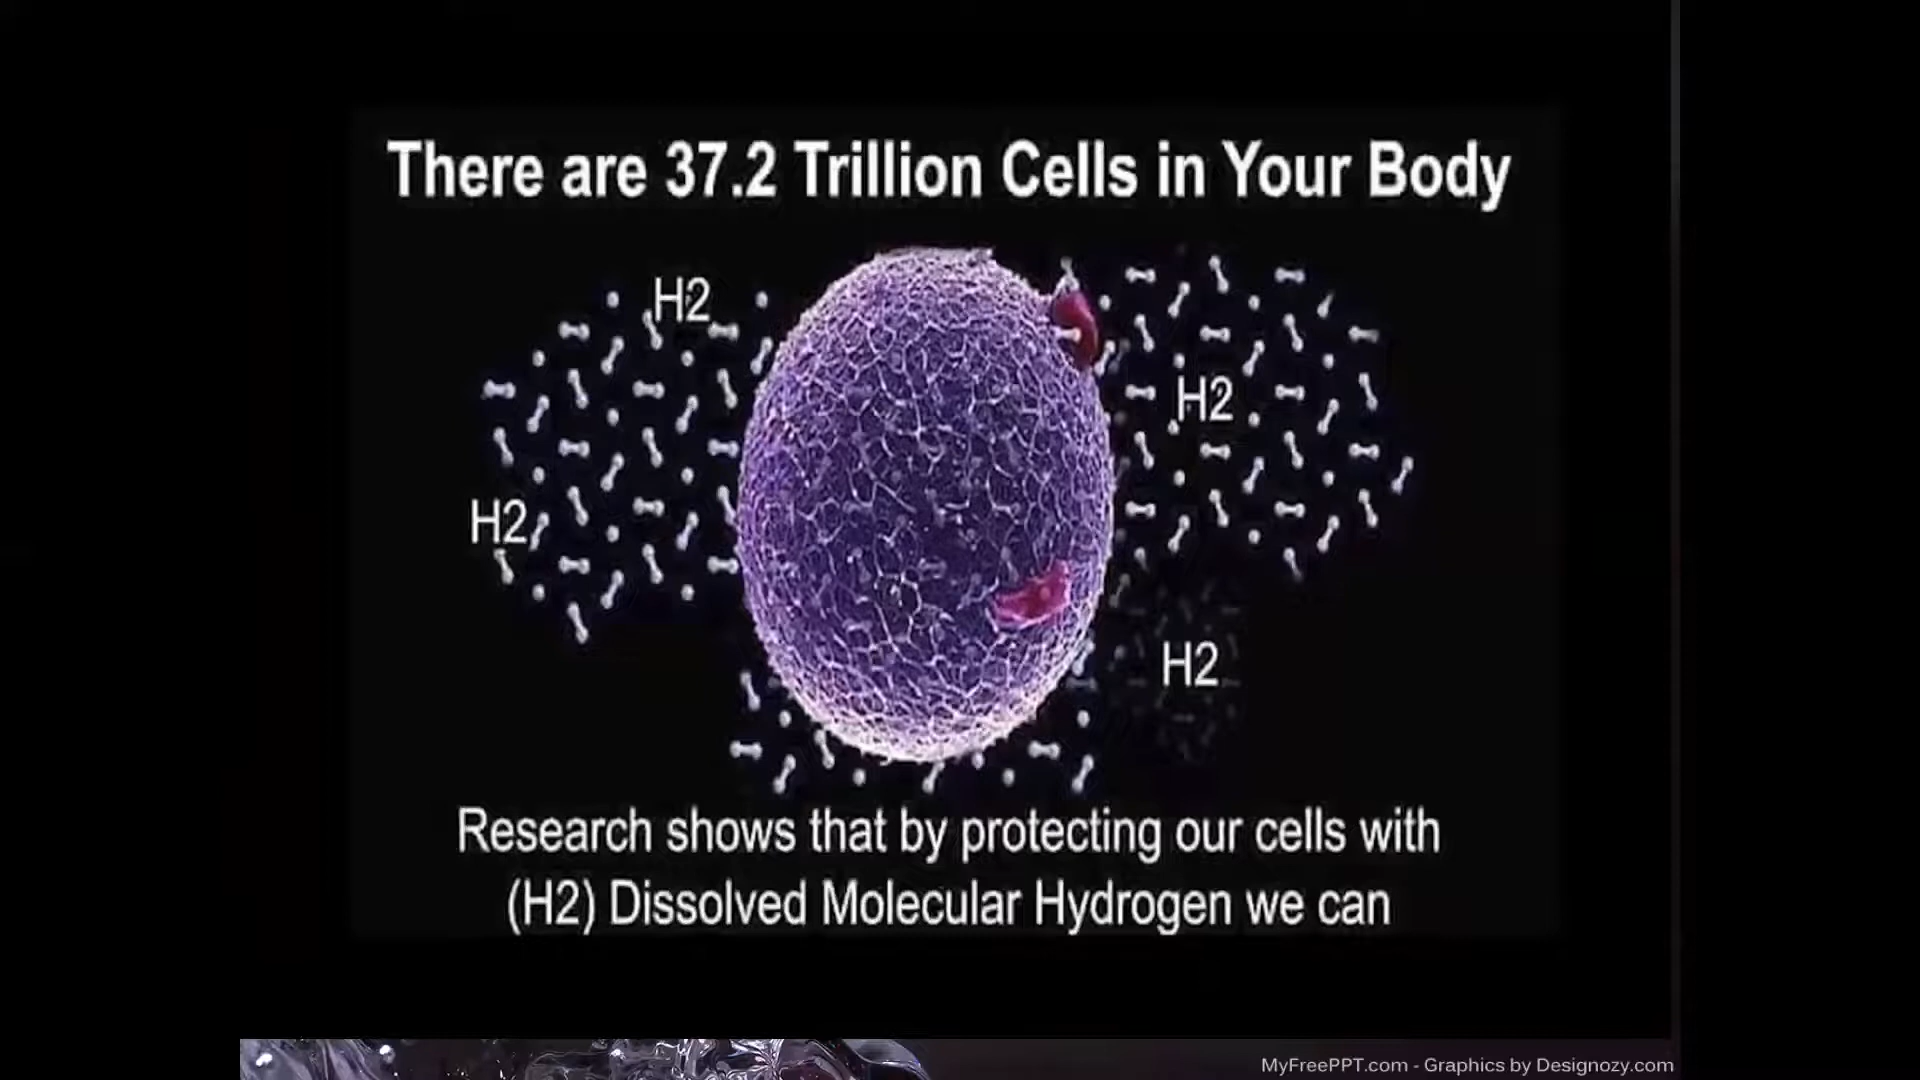 There are 37.2 Trillion Cells in Your Body
H2
H2
H2
H2
Research shows that by protecting our cells with
(H2) Dissolved Molecular Hydrogen we can
MyFreePPT.com - Graphics by Designozy.com